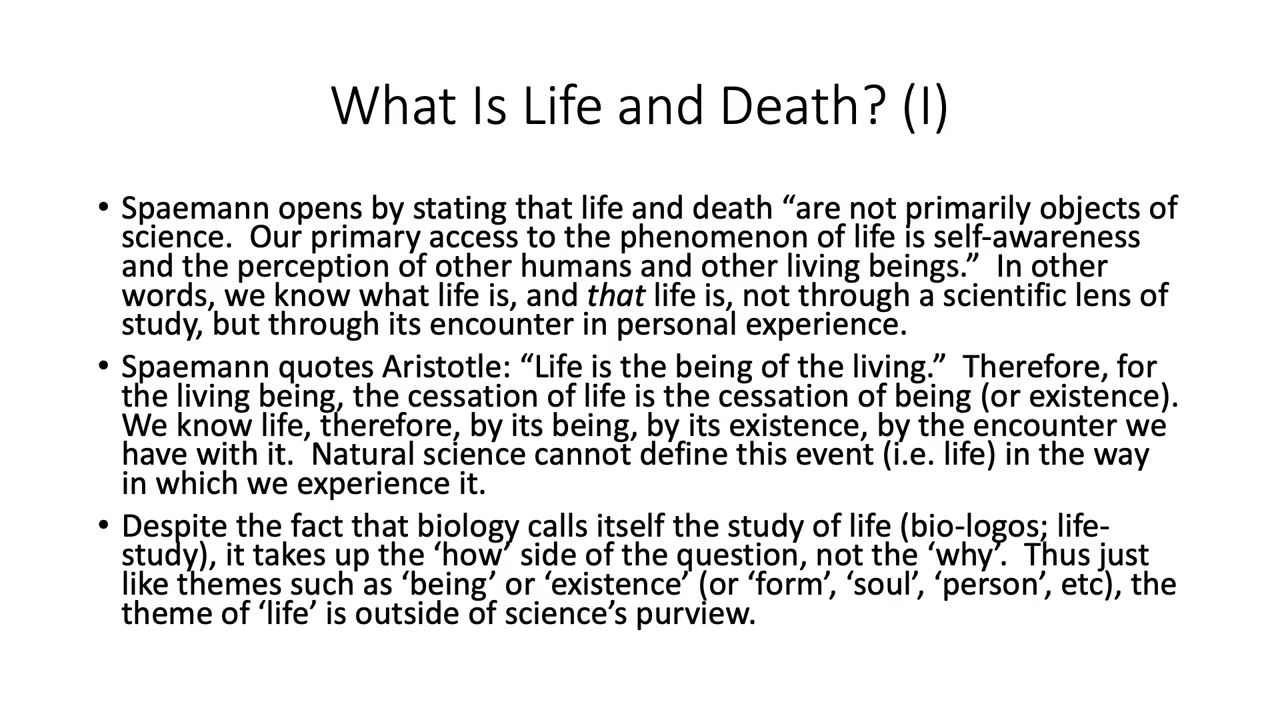 What Is Life and Death? (I)
• Spaemann opens by stating that life and death “are not primarily objects of
science.  Our primary access to the phenomenon of life is self-awareness
and the perception of other humans and other living beings.”  In other
words, we know what life is, and that life is, not through a scientific lens of
study, but through its encounter in personal experience.
• Spaemann quotes Aristotle: “Life is the being of the living.”  Therefore, for
the living being, the cessation of life is the cessation of being (or existence).
We know life, therefore, by its being, by its existence, by the encounter we
have with it.  Natural science cannot define this event (i.e. life) in the way
in which we experience it.
• Despite the fact that biology calls itself the study of life (bio-logos; life-
study), it takes up the ‘how’ side of the question, not the ‘why’.  Thus just
like themes such as ‘being’ or ‘existence’ (or ‘form’, ‘soul’, ‘person’, etc), the
theme of ‘life’ is outside of science’s purview.